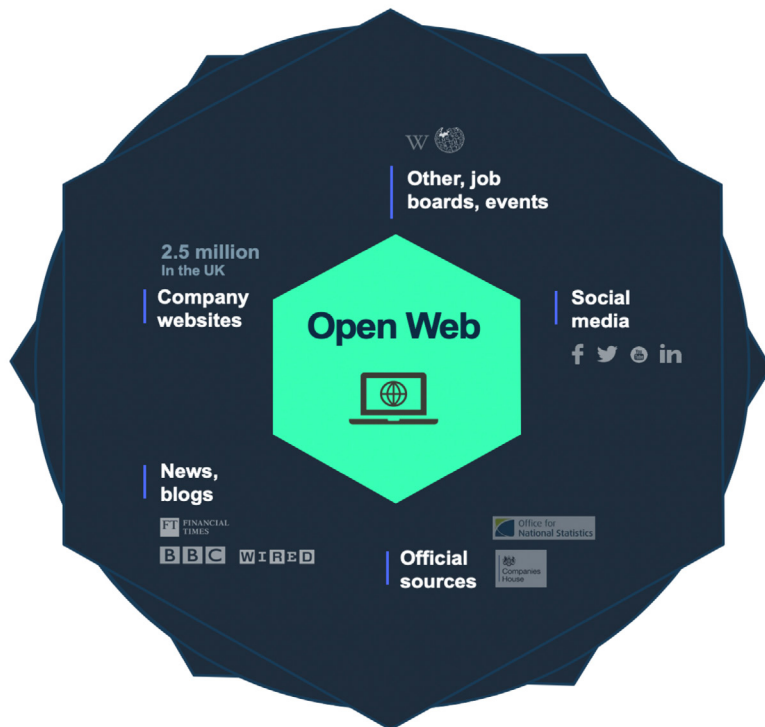 W
Other, job
boards, events
2.5 million
In the UK
Company
websites
Open Web
Social
media
f in
News,
blogs
FT FINANCIAL
TIMES
BBC WIRED
Official
sources
Office for
National Statistics
Companies
House